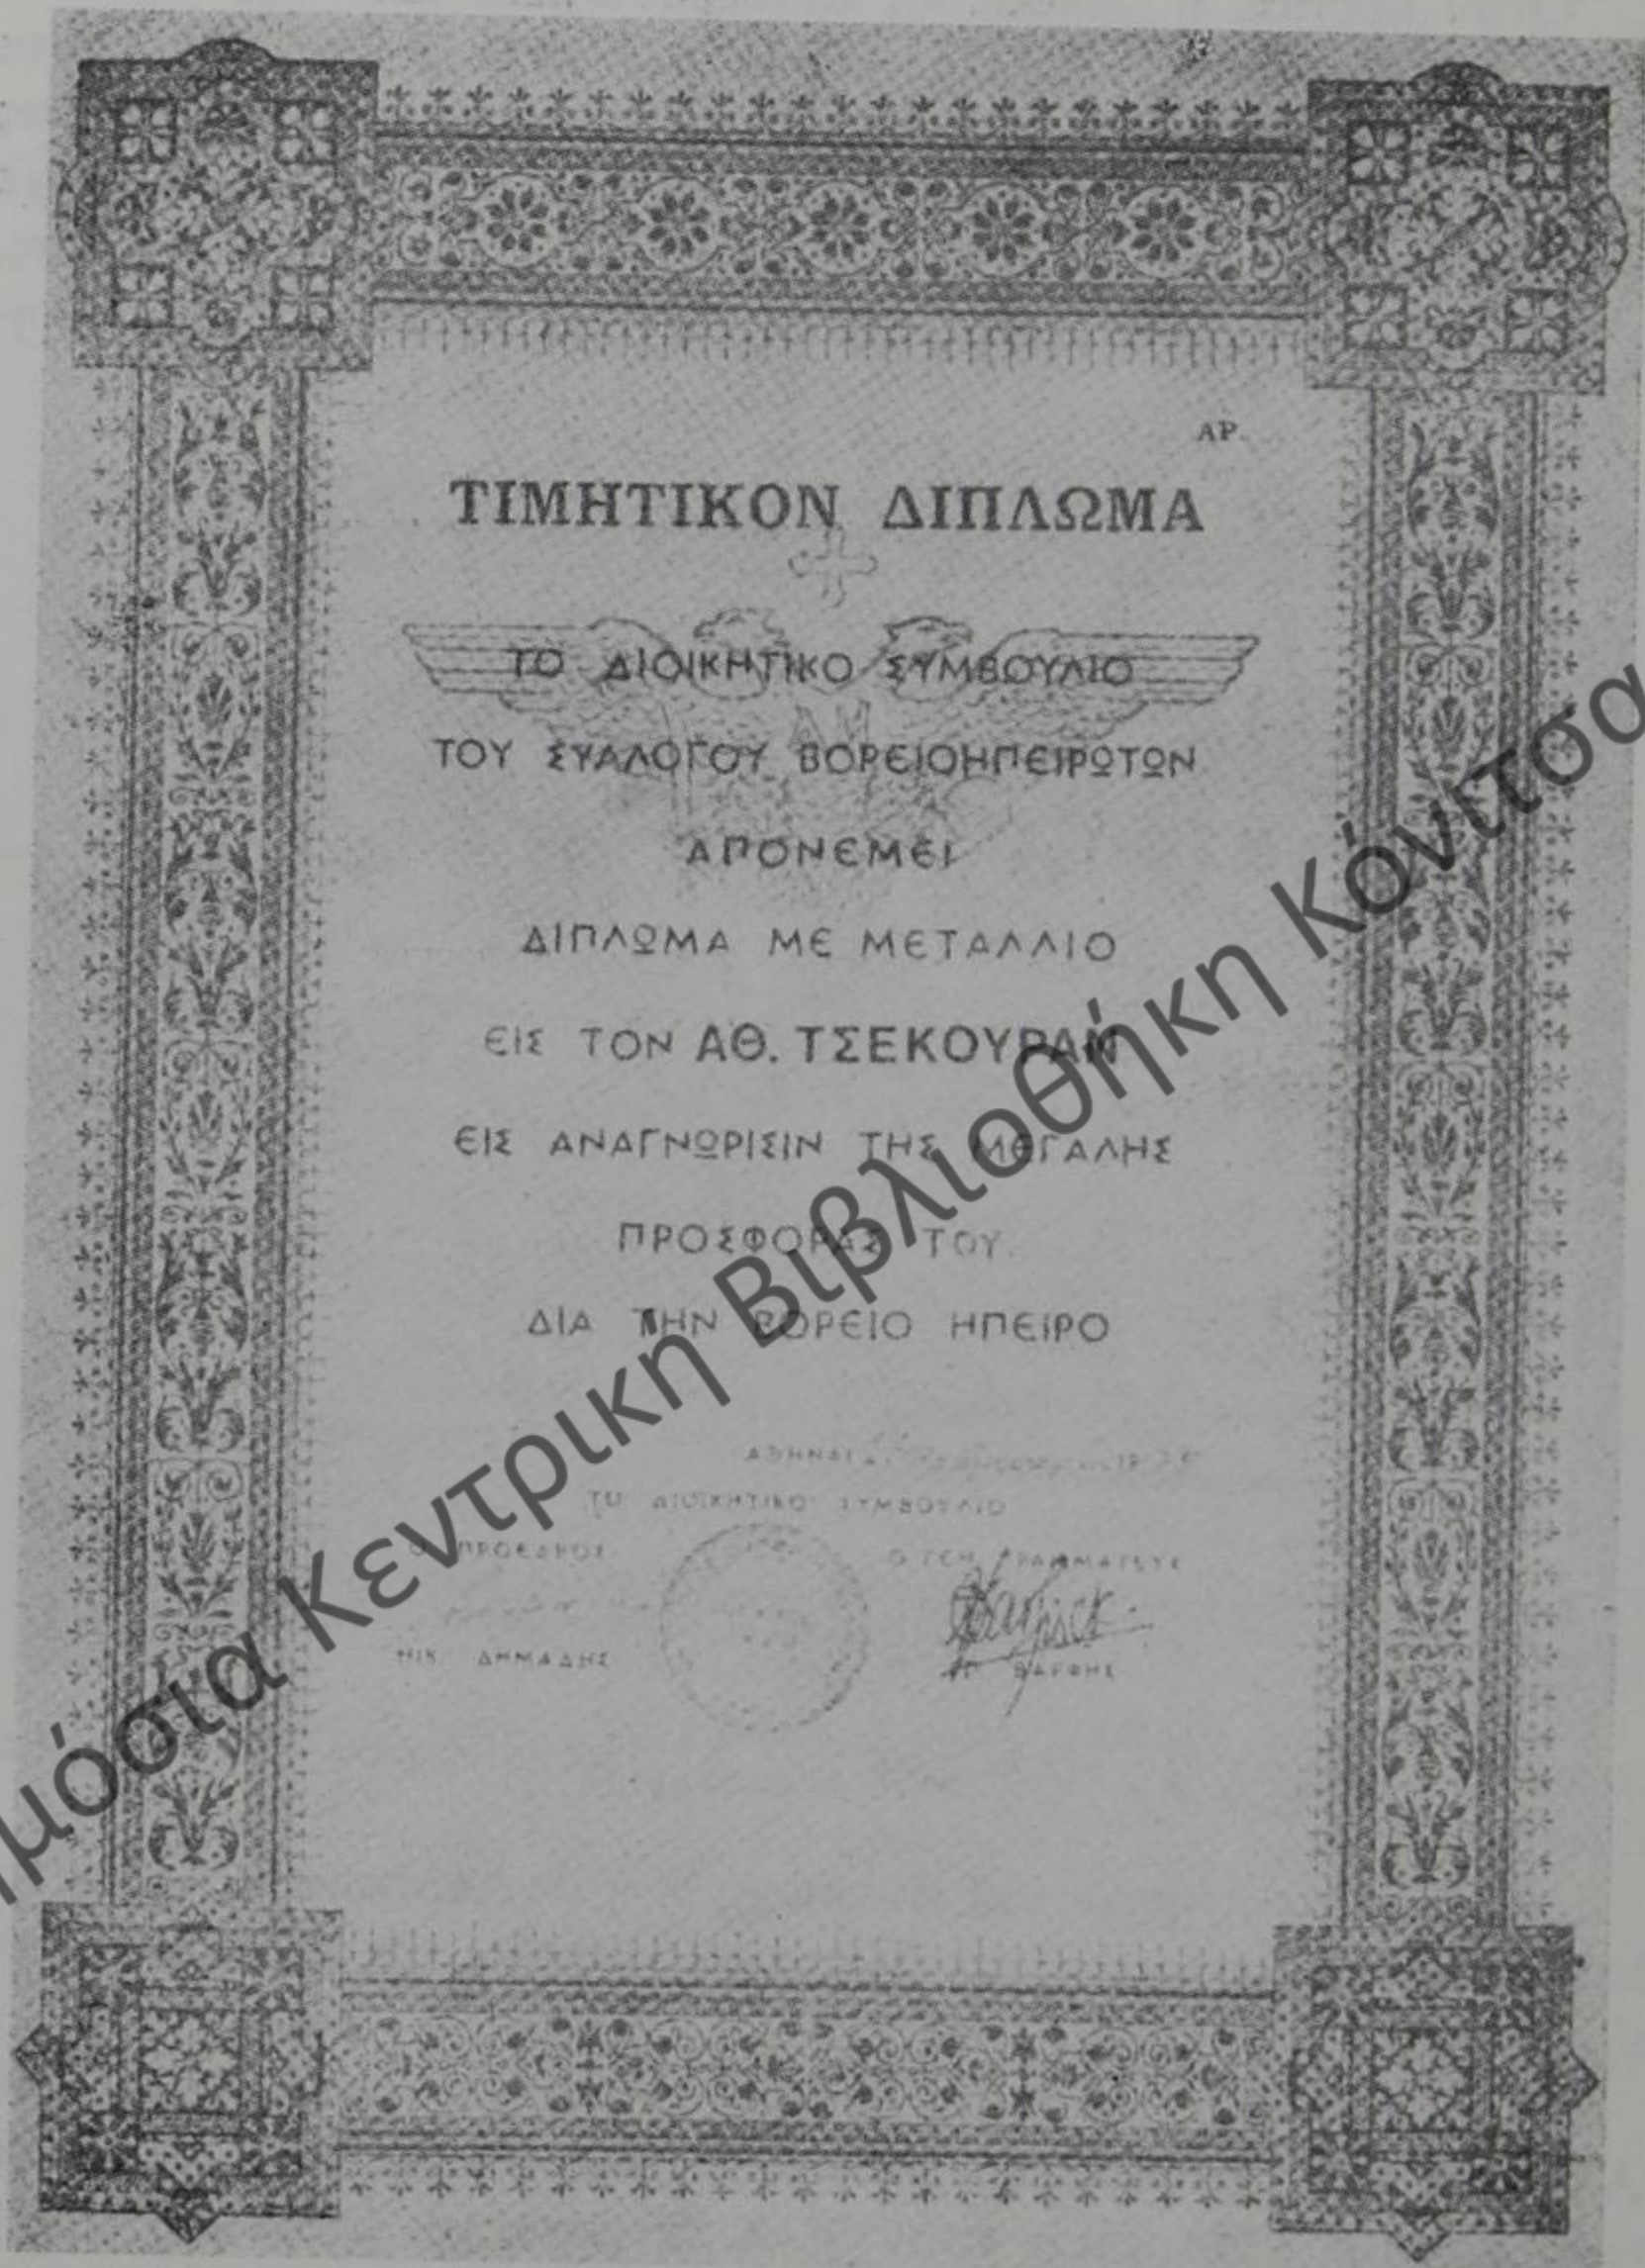 ΑΡ.
ΤΙΜΗΤΙΚΟΝ ΔΙΠΛΩΜΑ
ΤΟ ΔΙΟΙΚΗΤΙΚΟ ΣΥΜΒΟΥΛΙΟ
ΤΟΥ ΣΥΛΛΟΓΟΥ ΒΟΡΕΙΟΗΠΕΙΡΩΤΩΝ
ΑΠΟΝΕΜΕΙ
ΔΙΠΛΩΜΑ ΜΕ ΜΕΤΑΛΛΙΟ
ΕΙΣ ΤΟΝ ΑΘ. ΤΣΕΚΟΥΡΑΝ
ΕΙΣ ΑΝΑΓΝΩΡΙΣΙΝ ΤΗΣ ΜΕΓΑΛΗΣ
ΠΡΟΣΦΟΡΑΣ ΤΟΥ
ΔΙΑ ΤΗΝ ΒΟΡΕΙΟ ΗΠΕΙΡΟ
ΑΘΗΝΑΙ
ΤΟ ΔΙΟΙΚΗΤΙΚΟ ΣΥΜΒΟΥΛΙΟ
Ο ΠΡΟΕΔΡΟΣ Ο ΓΕΝ. ΓΡΑΜΜΑΤΕΥΣ
ΝΙΚ. ΔΗΜΑΔΗΣ ΒΑΡΦΗΣ
Κεντρική Βιβλιοθήκη Κόνιτσα